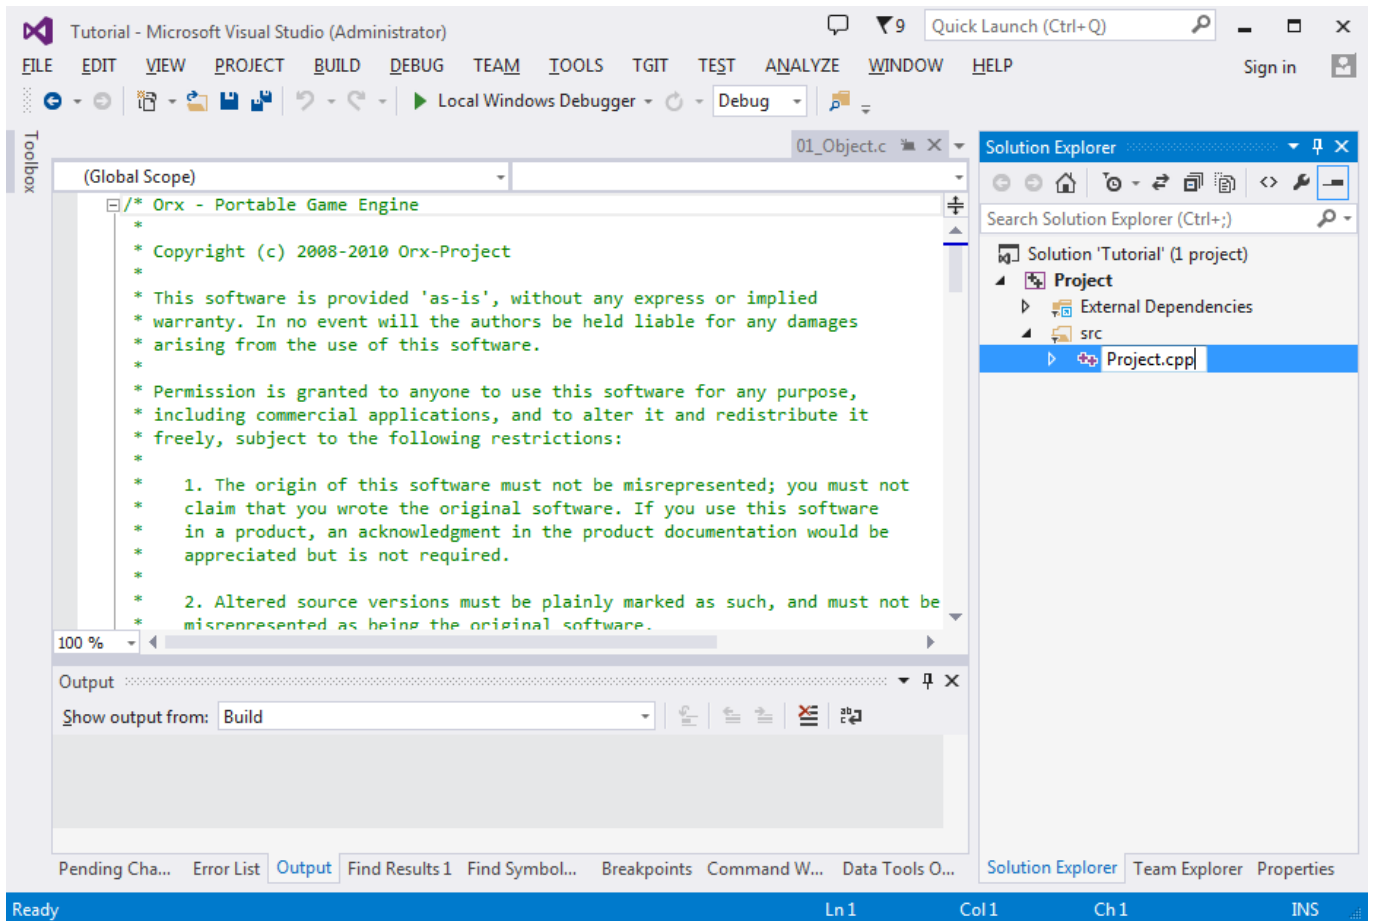 Tutorial - Microsoft Visual Studio (Administrator)
9
Quick Launch (Ctrl+Q)
FILE EDIT VIEW PROJECT BUILD DEBUG TEAM TOOLS TGIT TEST ANALYZE WINDOW HELP
Sign in
Local Windows Debugger
Debug
Toolbox
01_Object.c
(Global Scope)
/* Orx - Portable Game Engine
*
* Copyright (c) 2008-2010 Orx-Project
*
* This software is provided 'as-is', without any express or implied
* warranty. In no event will the authors be held liable for any damages
* arising from the use of this software.
*
* Permission is granted to anyone to use this software for any purpose,
* including commercial applications, and to alter it and redistribute it
* freely, subject to the following restrictions:
*
* 1. The origin of this software must not be misrepresented; you must not
* claim that you wrote the original software. If you use this software
* in a product, an acknowledgment in the product documentation would be
* appreciated but is not required.
*
* 2. Altered source versions must be plainly marked as such, and must not be
* misrepresented as being the original software.
100 %
Output
Show output from: Build
Pending Cha... Error List Output Find Results 1 Find Symbol... Breakpoints Command W... Data Tools O...
Solution Explorer
Search Solution Explorer (Ctrl+;)
Solution 'Tutorial' (1 project)
Project
External Dependencies
src
Project.cpp
Solution Explorer Team Explorer Properties
Ready Ln 1 Col 1 Ch 1 INS